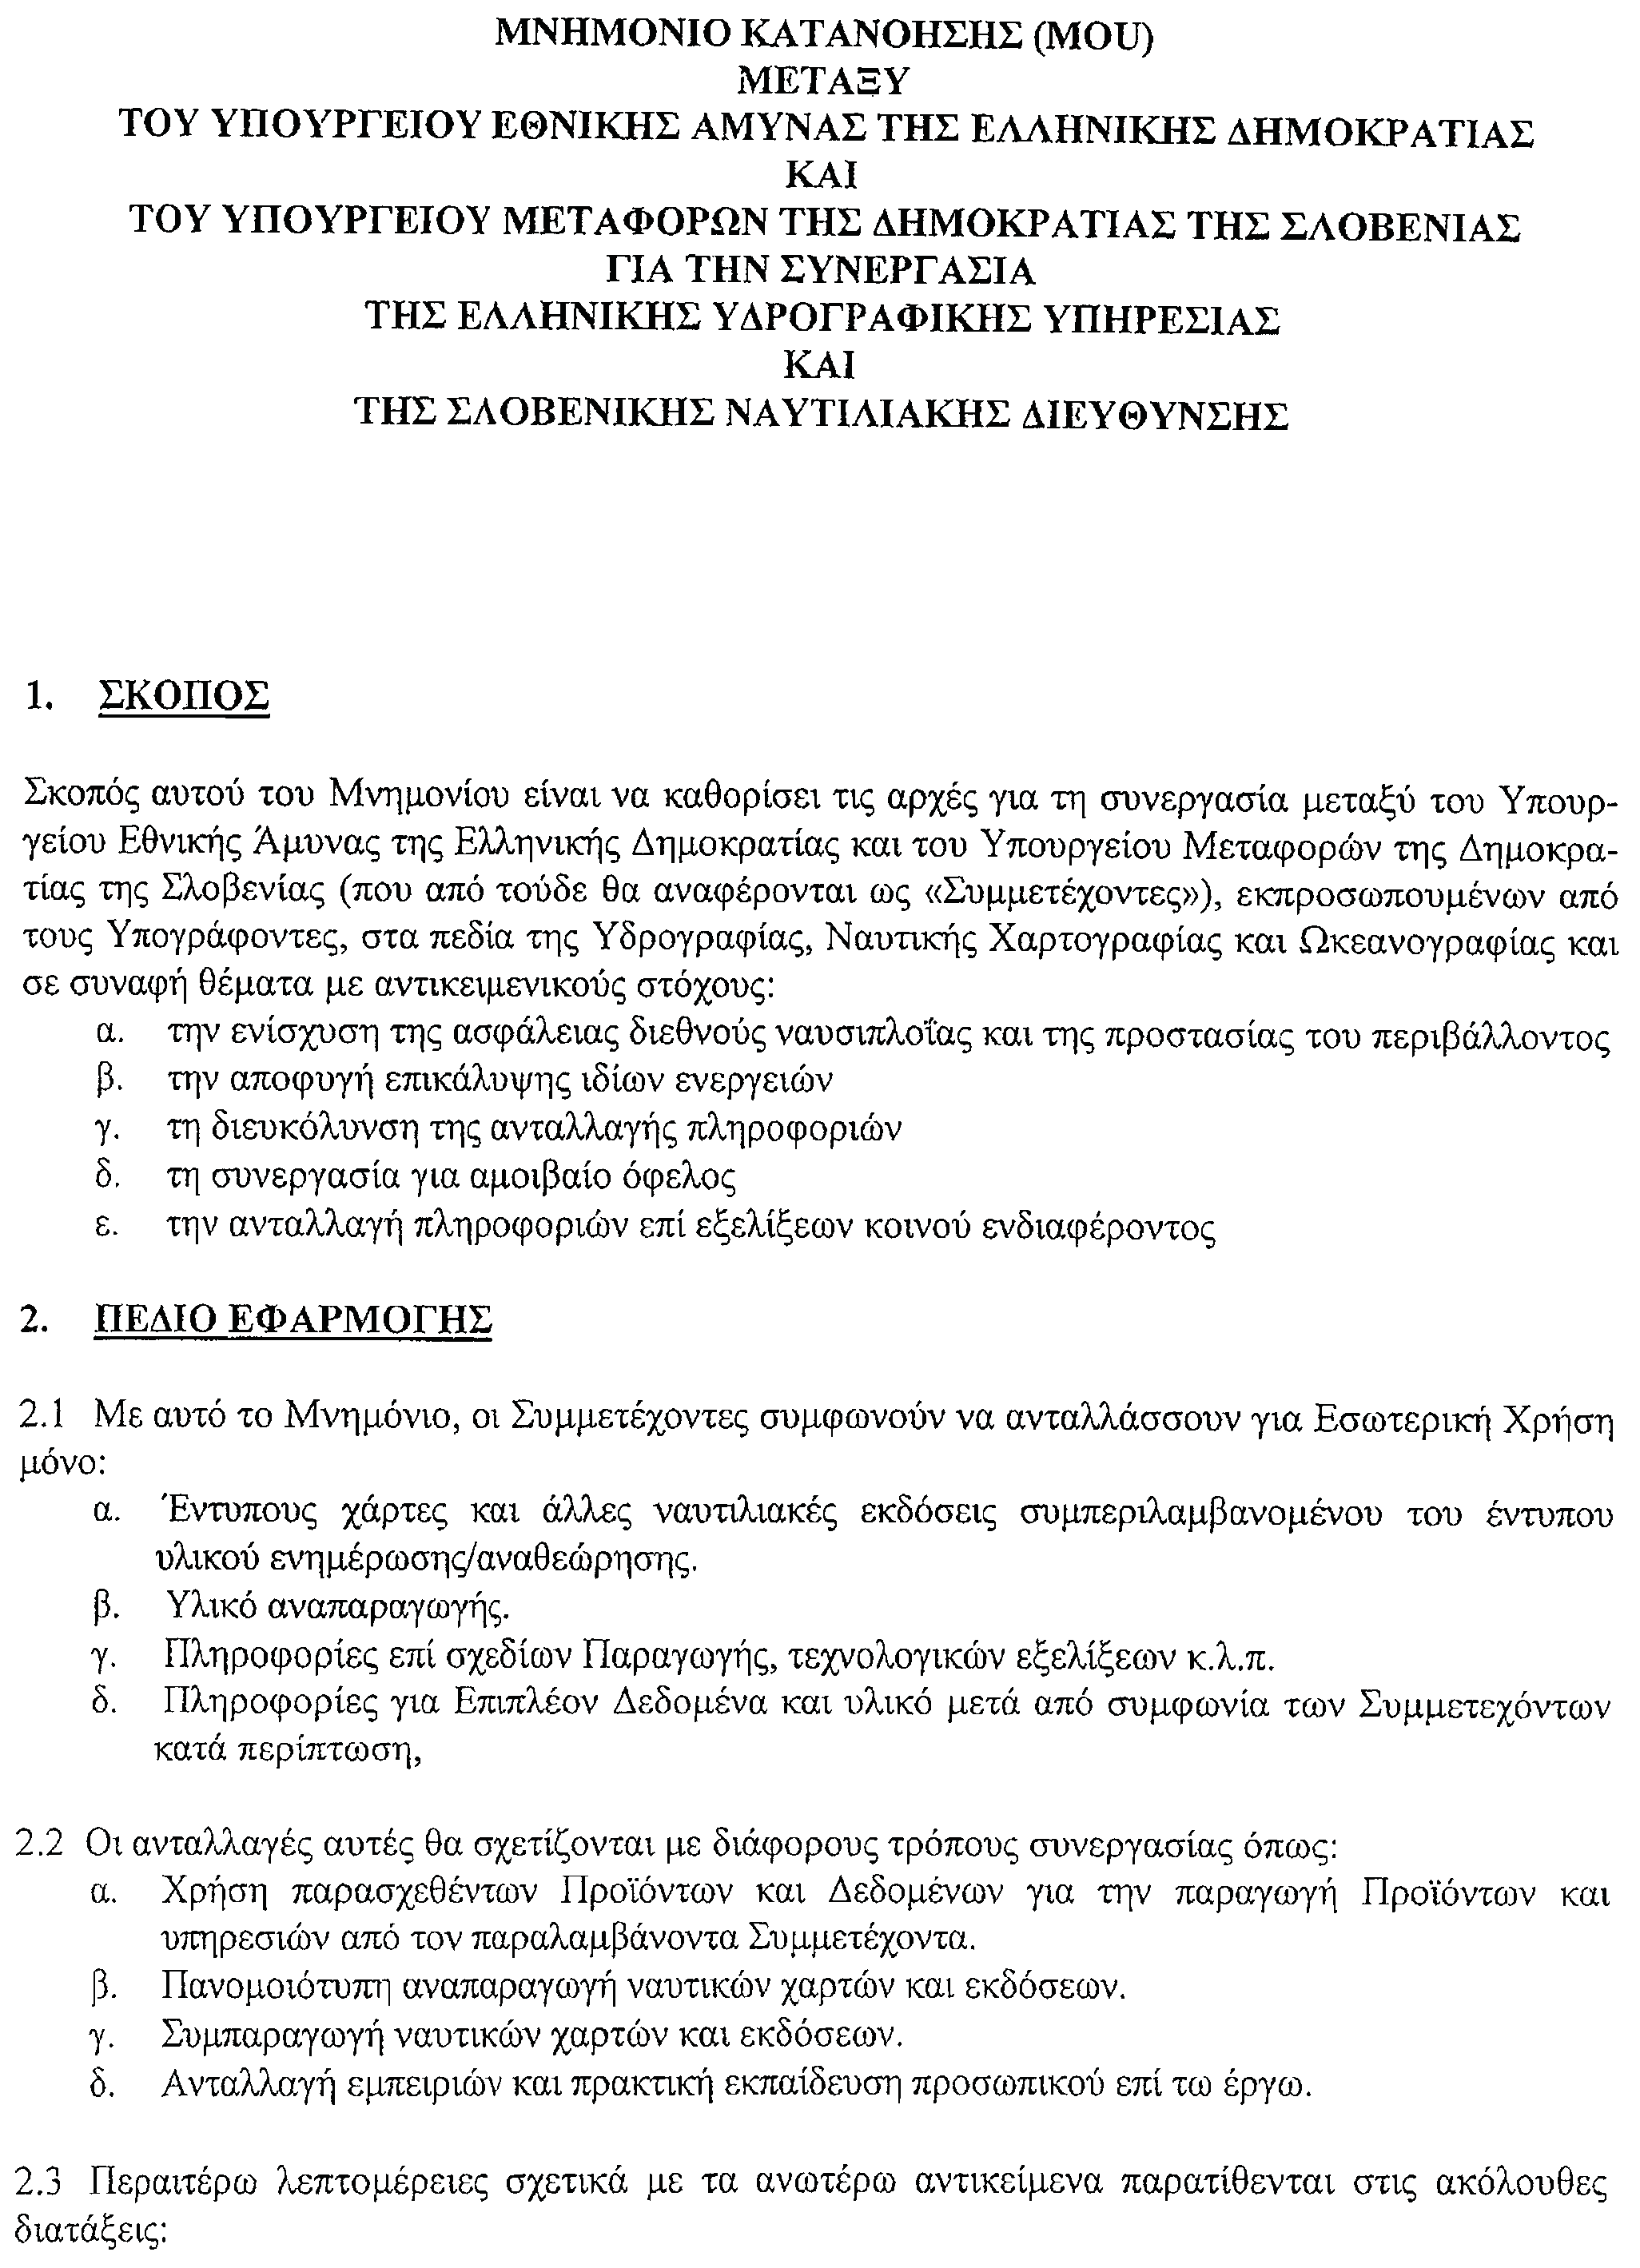 ΜΝΗΜΟΝΙΟ ΚΑΤΑΝΟΗΣΗΣ (MOU)
ΜΕΤΑΞΥ
ΤΟΥ ΥΠΟΥΡΓΕΙΟΥ ΕΘΝΙΚΗΣ ΑΜΥΝΑΣ ΤΗΣ ΕΛΛΗΝΙΚΗΣ ΔΗΜΟΚΡΑΤΙΑΣ
ΚΑΙ
ΤΟΥ ΥΠΟΥΡΓΕΙΟΥ ΜΕΤΑΦΟΡΩΝ ΤΗΣ ΔΗΜΟΚΡΑΤΙΑΣ ΤΗΣ ΣΛΟΒΕΝΙΑΣ
ΓΙΑ ΤΗΝ ΣΥΝΕΡΓΑΣΙΑ
ΤΗΣ ΕΛΛΗΝΙΚΗΣ ΥΔΡΟΓΡΑΦΙΚΗΣ ΥΠΗΡΕΣΙΑΣ
ΚΑΙ
ΤΗΣ ΣΛΟΒΕΝΙΚΗΣ ΝΑΥΤΙΛΙΑΚΗΣ ΔΙΕΥΘΥΝΣΗΣ
1. ΣΚΟΠΟΣ
Σκοπός αυτού του Μνημονίου είναι να καθορίσει τις αρχές για τη συνεργασία μεταξύ του Υπουρ-
γείου Εθνικής Άμυνας της Ελληνικής Δημοκρατίας και του Υπουργείου Μεταφορών της Δημοκρα-
τίας της Σλοβενίας (που από τούδε θα αναφέρονται ως «Συμμετέχοντες»), εκπροσωπουμένων από
τους Υπογράφοντες, στα πεδία της Υδρογραφίας, Ναυτικής Χαρτογραφίας και Ωκεανογραφίας και
σε συναφή θέματα με αντικειμενικούς στόχους:
α. την ενίσχυση της ασφάλειας διεθνούς ναυσιπλοΐας και της προστασίας του περιβάλλοντος
β. την αποφυγή επικάλυψης ιδίων ενεργειών
γ. τη διευκόλυνση της ανταλλαγής πληροφοριών
δ. τη συνεργασία για αμοιβαίο όφελος
ε. την ανταλλαγή πληροφοριών επί εξελίξεων κοινού ενδιαφέροντος
2. ΠΕΔΙΟ ΕΦΑΡΜΟΓΗΣ
2.1 Με αυτό το Μνημόνιο, οι Συμμετέχοντες συμφωνούν να ανταλλάσσουν για Εσωτερική Χρήση
μόνο:
α. Έντυπους χάρτες και άλλες ναυτιλιακές εκδόσεις συμπεριλαμβανομένου του έντυπου
υλικού ενημέρωσης/αναθεώρησης.
β. Υλικό αναπαραγωγής.
γ. Πληροφορίες επί σχεδίων Παραγωγής, τεχνολογικών εξελίξεων κ.λ.π.
δ. Πληροφορίες για Επιπλέον Δεδομένα και υλικό μετά από συμφωνία των Συμμετεχόντων
κατά περίπτωση,
2.2 Οι ανταλλαγές αυτές θα σχετίζονται με διάφορους τρόπους συνεργασίας όπως:
α. Χρήση παρασχεθέντων Προϊόντων και Δεδομένων για την παραγωγή Προϊόντων και
υπηρεσιών από τον παραλαμβάνοντα Συμμετέχοντα.
β. Πανομοιότυπη αναπαραγωγή ναυτικών χαρτών και εκδόσεων.
γ. Συμπαραγωγή ναυτικών χαρτών και εκδόσεων.
δ. Ανταλλαγή εμπειριών και πρακτική εκπαίδευση προσωπικού επί τω έργω.
2.3 Περαιτέρω λεπτομέρειες σχετικά με τα ανωτέρω αντικείμενα παρατίθενται στις ακόλουθες
διατάξεις: